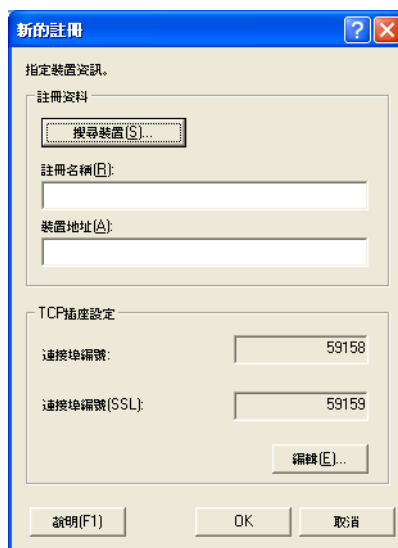 新的註冊
指定裝置資訊。
註冊資料
搜尋裝置(S)...
註冊名稱(R):
裝置地址(A):
TCP插座設定
連接埠編號:
59158
連接埠編號(SSL):
59159
編輯(E)...
說明(F1)
OK
取消